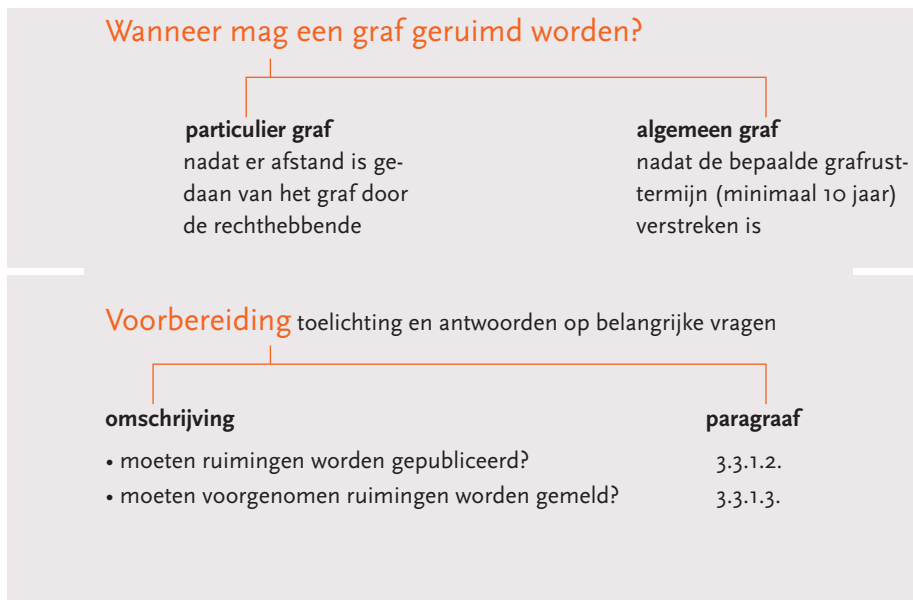 Wanneer mag een graf geruimd worden?
particulier graf
nadat er afstand is ge-
daan van het graf door
de rechthebbende
algemeen graf
nadat de bepaalde grafrust-
termijn (minimaal 10 jaar)
verstreken is
Voorbereiding toelichting en antwoorden op belangrijke vragen
omschrijving paragraaf
• moeten ruimingen worden gepubliceerd? 3.3.1.2.
• moeten voorgenomen ruimingen worden gemeld? 3.3.1.3.